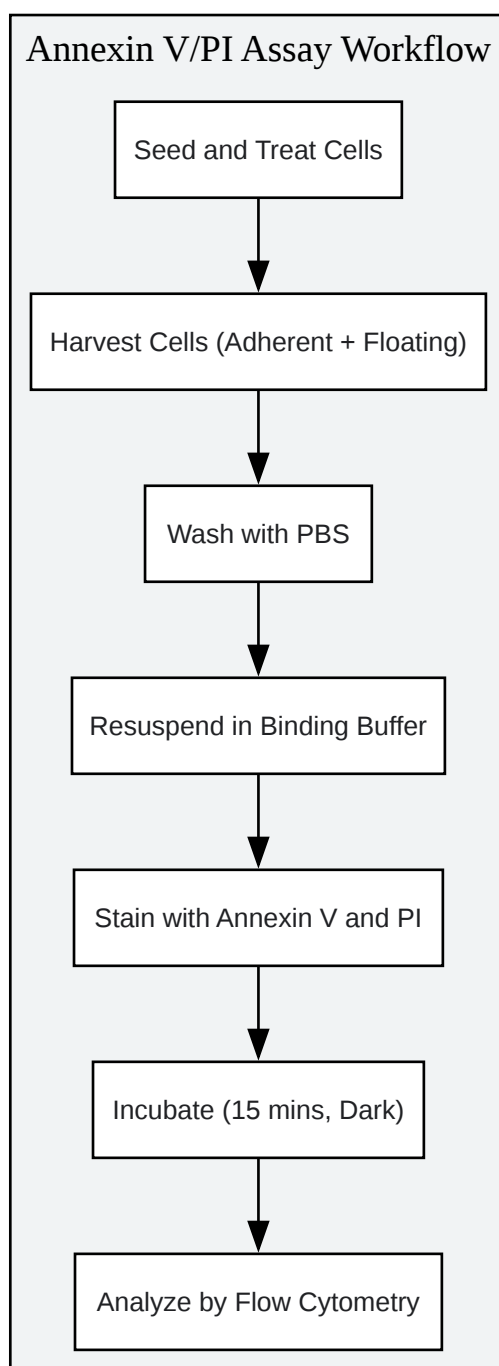 Annexin V/PI Assay Workflow
Seed and Treat Cells
Harvest Cells (Adherent + Floating)
Wash with PBS
Resuspend in Binding Buffer
Stain with Annexin V and PI
Incubate (15 mins, Dark)
Analyze by Flow Cytometry